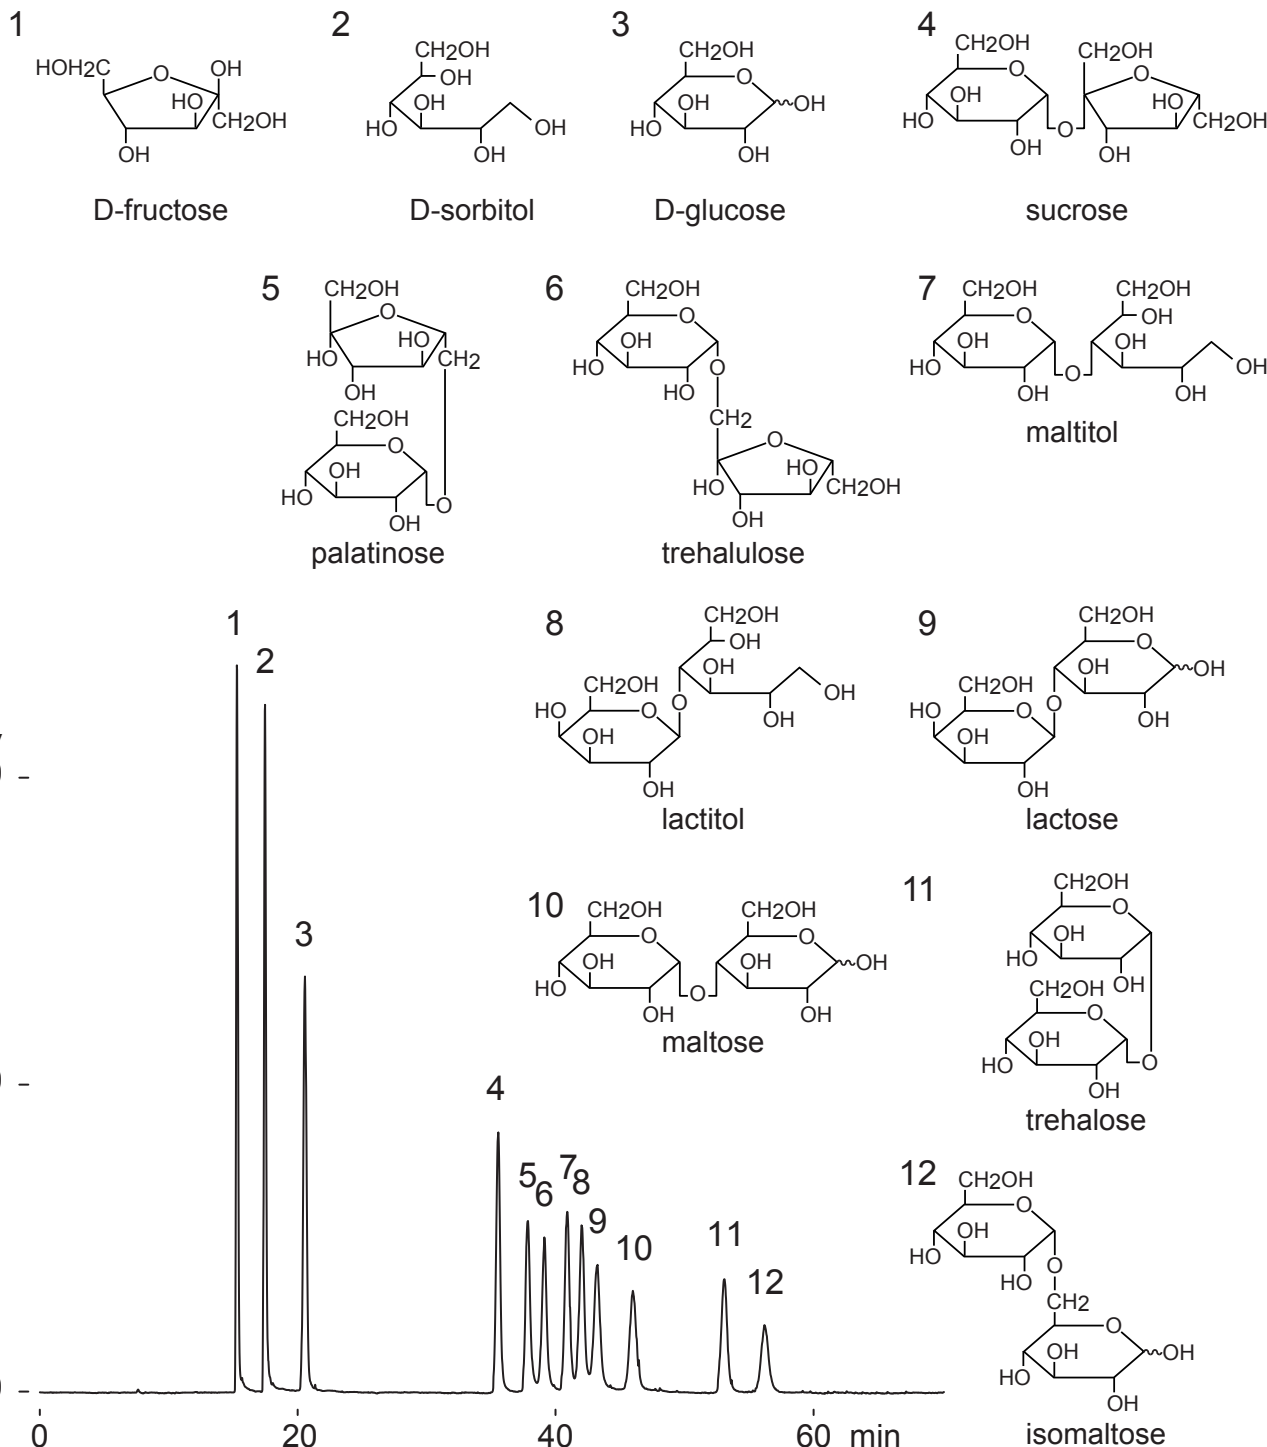 1
HOH2C
O
OH
HO
CH2OH
OH
D-fructose
2
CH2OH
OH
OH
HO
OH
OH
D-sorbitol
3
CH2OH
O
OH
OH
HO
OH
D-glucose
4
CH2OH
O
OH
HO
OH
O
CH2OH
O
HO
CH2OH
OH
sucrose
5
CH2OH
O
HO
HO
CH2
OH
CH2OH
O
OH
HO
OH
O
palatinose
6
CH2OH
O
OH
HO
HO
O
CH2
O
HO
HO
CH2OH
OH
trehalulose
7
CH2OH
O
OH
HO
OH
O
CH2OH
OH
OH
OH
OH
maltitol
8
CH2OH
OH
OH
OH
OH
CH2OH
O
HO
O
OH
OH
lactitol
9
CH2OH
O
OH
OH
OH
CH2OH
O
HO
O
OH
OH
lactose
10
CH2OH
O
OH
HO
OH
O
CH2OH
O
OH
OH
OH
maltose
11
CH2OH
O
OH
HO
OH
CH2OH
O
OH
HO
OH
O
trehalose
12
CH2OH
O
OH
HO
HO
O
CH2
O
OH
OH
HO
OH
isomaltose
1
2
3
4
5
6
7
8
9
10
11
12
0 20 40 60 min